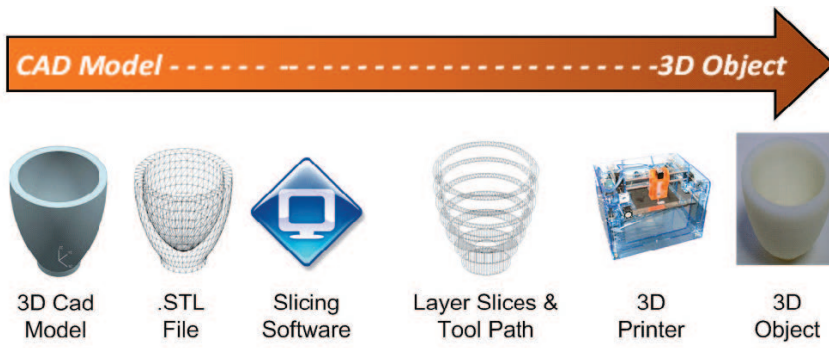 CAD Model - - - - - - -- - - - - - - - - - - - - - - - - - - - - - - -3D Object
3D Cad
Model
.STL
File
Slicing
Software
Layer Slices &
Tool Path
3D
Printer
3D
Object